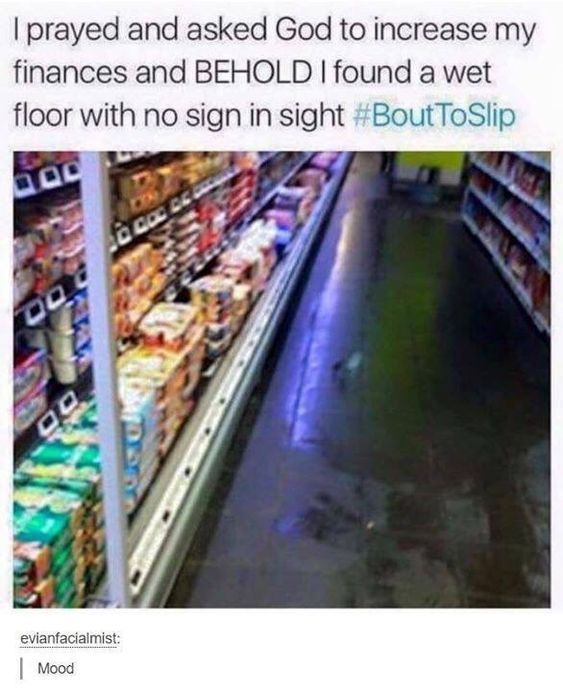 I prayed and asked God to increase my
finances and BEHOLD I found a wet
floor with no sign in sight #BoutToSlip
evianfacialmist:
Mood